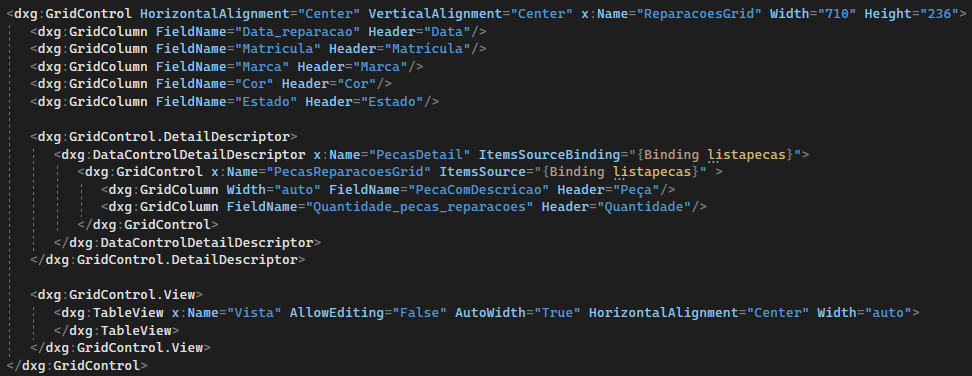 <dxg:GridControl HorizontalAlignment="Center" VerticalAlignment="Center" x:Name="ReparacoesGrid" Width="710" Height="236">
<dxg:GridColumn FieldName="Data_reparacao" Header="Data"/>
<dxg:GridColumn FieldName="Matricula" Header="Matrícula"/>
<dxg:GridColumn FieldName="Marca" Header="Marca"/>
<dxg:GridColumn FieldName="Cor" Header="Cor"/>
<dxg:GridColumn FieldName="Estado" Header="Estado"/>
<dxg:GridControl.DetailDescriptor>
<dxg:DataControlDetailDescriptor x:Name="PecasDetail" ItemsSourceBinding="{Binding listapecas}">
<dxg:GridControl x:Name="PecasReparacoesGrid" ItemsSource="{Binding listapecas}" >
<dxg:GridColumn Width="auto" FieldName="PecaComDescricao" Header="Peça"/>
<dxg:GridColumn FieldName="Quantidade_pecas_reparacoes" Header="Quantidade"/>
</dxg:GridControl>
</dxg:DataControlDetailDescriptor>
</dxg:GridControl.DetailDescriptor>
<dxg:GridControl.View>
<dxg:TableView x:Name="Vista" AllowEditing="False" AutoWidth="True" HorizontalAlignment="Center" Width="auto">
</dxg:TableView>
</dxg:GridControl.View>
</dxg:GridControl>